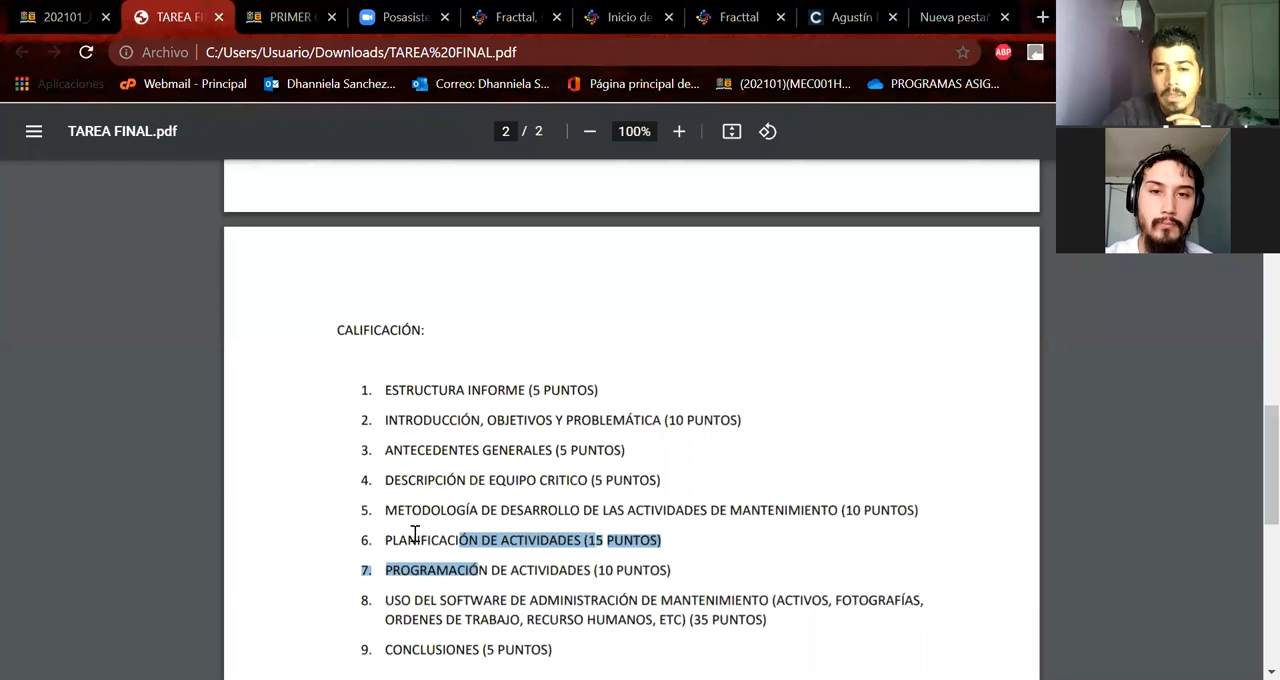 202101_
TAREA FI
PRIMER
Posasiste
Fracttal,
Inicio de
Fracttal
Agustín
Nueva pestañ
Archivo
C:/Users/Usuario/Downloads/TAREA%20FINAL.pdf
ABP
Aplicaciones
Webmail - Principal
Dhanniela Sanchez...
Correo: Dhanniela S...
Página principal de...
(202101)(MEC001H...
PROGRAMAS ASIG...
TAREA FINAL.pdf
2 / 2
100%
CALIFICACIÓN:
1. ESTRUCTURA INFORME (5 PUNTOS)
2. INTRODUCCIÓN, OBJETIVOS Y PROBLEMÁTICA (10 PUNTOS)
3. ANTECEDENTES GENERALES (5 PUNTOS)
4. DESCRIPCIÓN DE EQUIPO CRITICO (5 PUNTOS)
5. METODOLOGÍA DE DESARROLLO DE LAS ACTIVIDADES DE MANTENIMIENTO (10 PUNTOS)
6. PLANIFICACIÓN DE ACTIVIDADES (15 PUNTOS)
7. PROGRAMACIÓN DE ACTIVIDADES (10 PUNTOS)
8. USO DEL SOFTWARE DE ADMINISTRACIÓN DE MANTENIMIENTO (ACTIVOS, FOTOGRAFÍAS,
ORDENES DE TRABAJO, RECURSO HUMANOS, ETC) (35 PUNTOS)
9. CONCLUSIONES (5 PUNTOS)